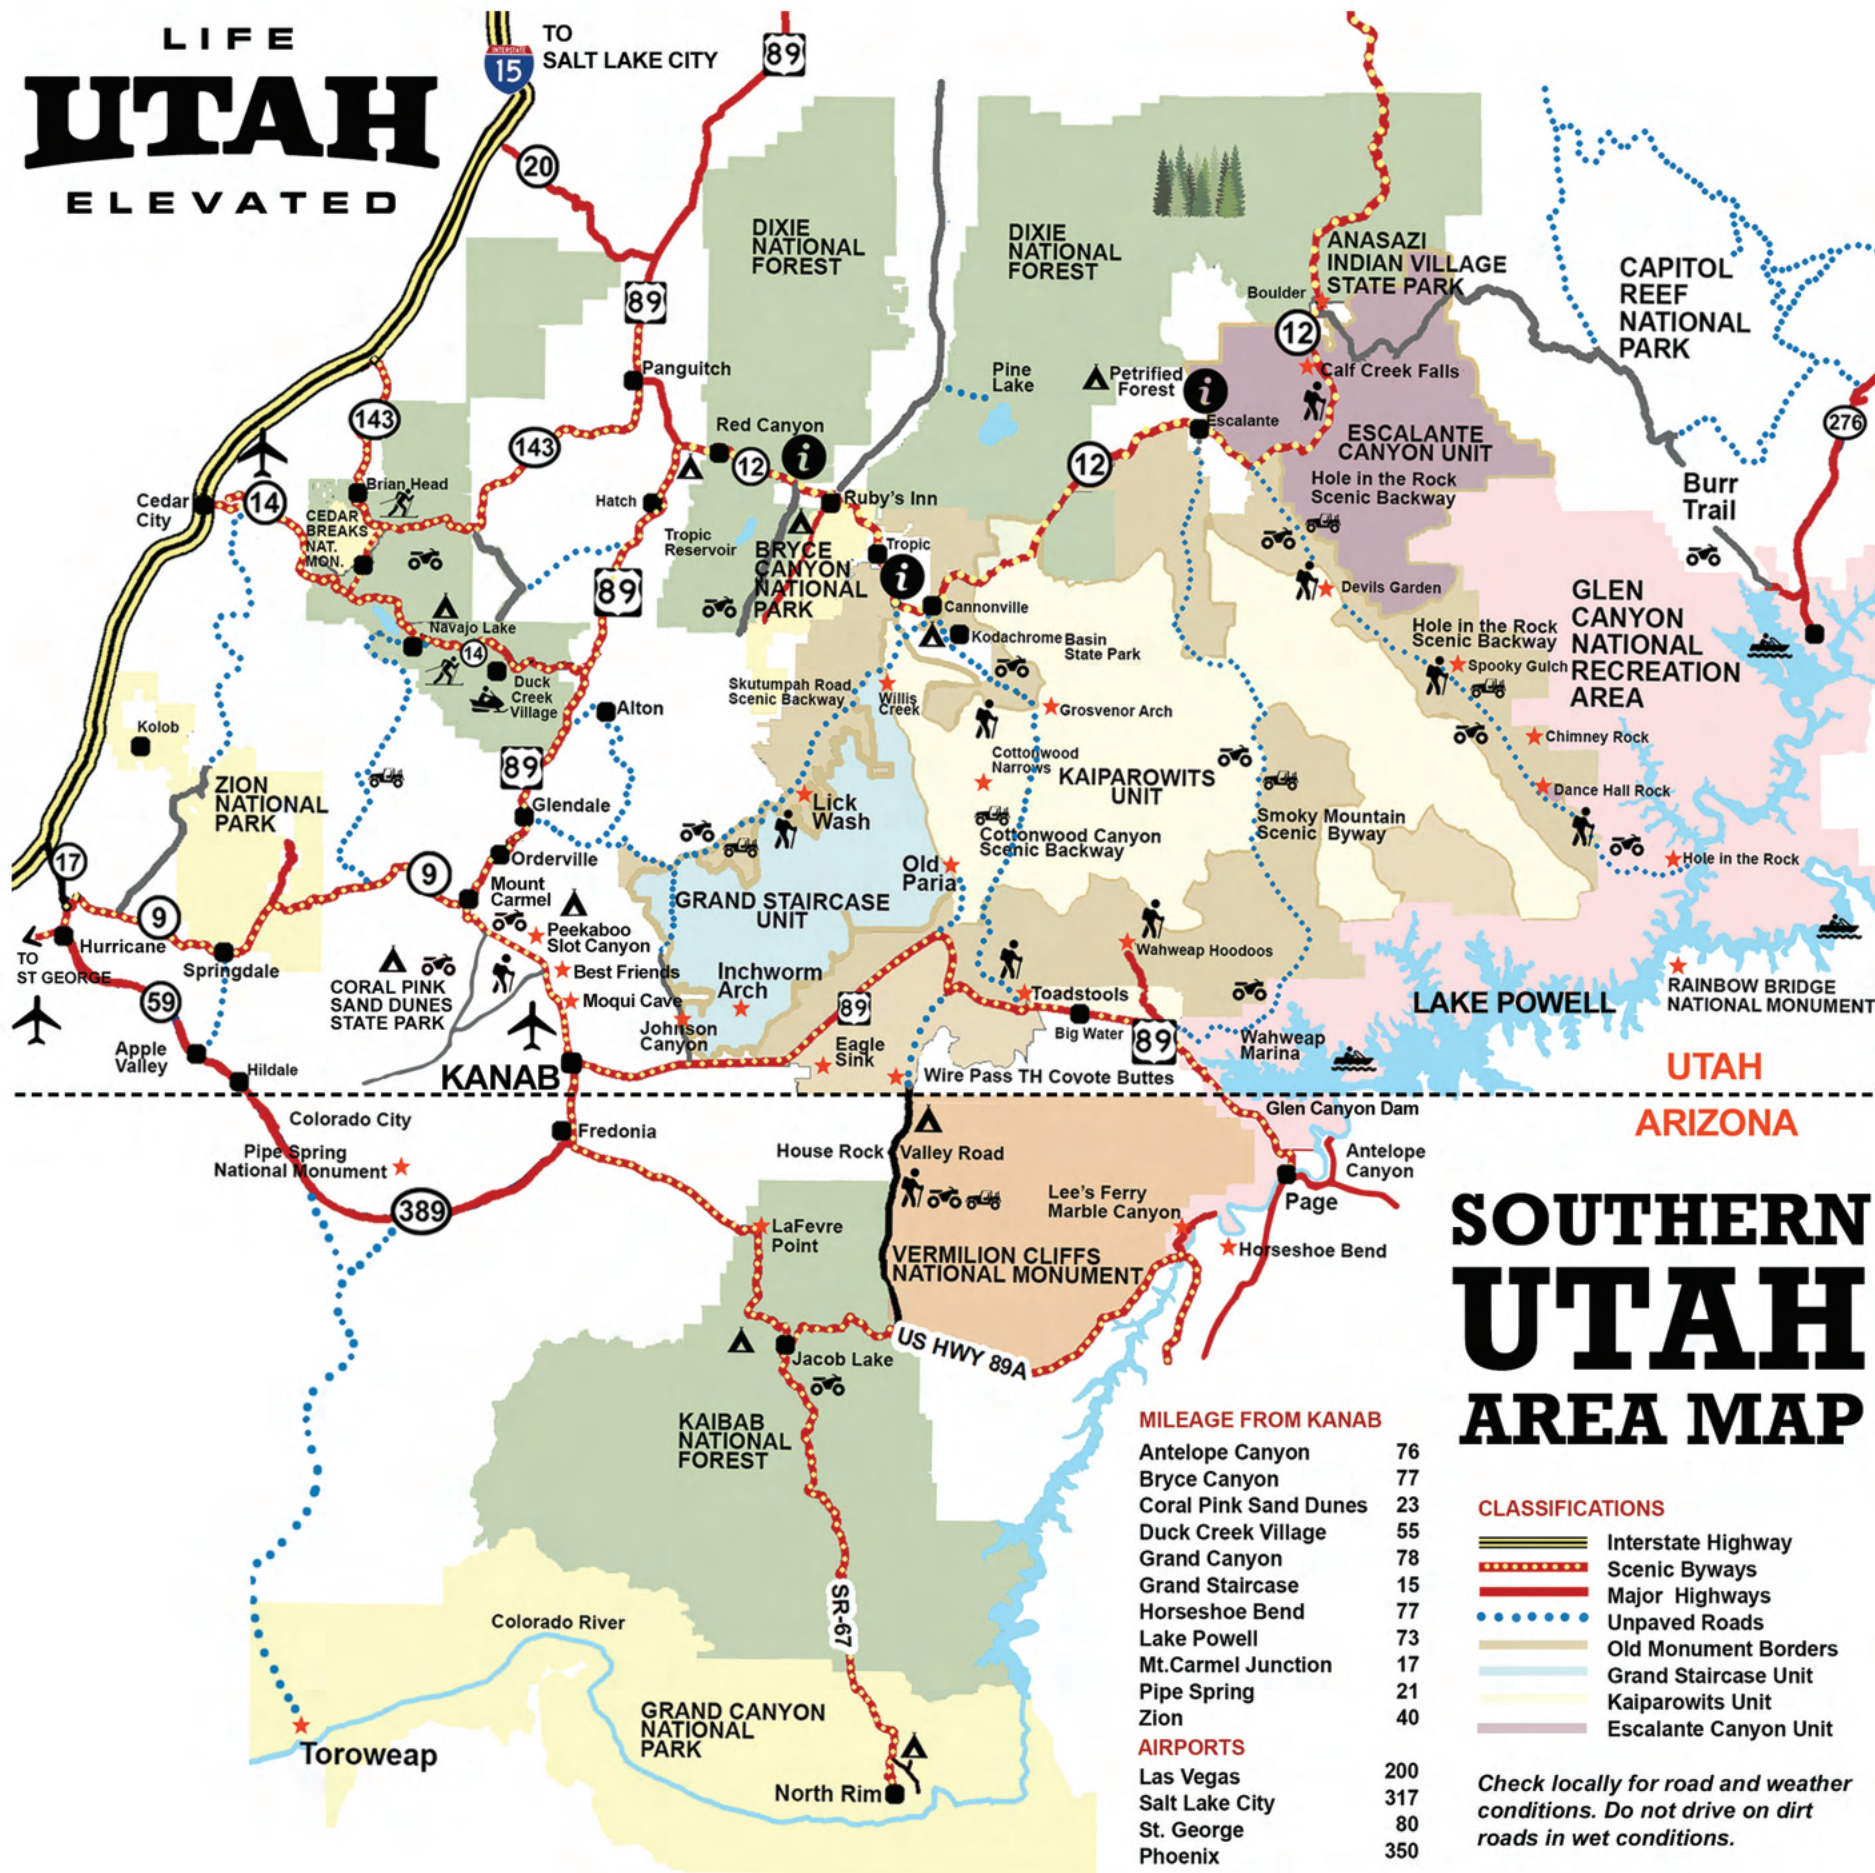 LIFE
UTAH
ELEVATED
INTERSTATE
15
TO
SALT LAKE CITY
89
20
DIXIE
NATIONAL
FOREST
DIXIE
NATIONAL
FOREST
ANASAZI
INDIAN VILLAGE
STATE PARK
Boulder
12
CAPITOL
REEF
NATIONAL
PARK
89
Panguitch
Pine
Lake
Petrified
Forest
i
Calf Creek Falls
Escalante
276
143
143
Red Canyon
12
i
12
ESCALANTE
CANYON UNIT
Hole in the Rock
Scenic Backway
Burr
Trail
Cedar
City
14
Brian Head
CEDAR
BREAKS
NAT.
MON.
Hatch
Ruby's Inn
Tropic
Reservoir
BRYCE
CANYON
NATIONAL
PARK
Tropic
i
89
Cannonville
Devils Garden
GLEN
CANYON
NATIONAL
RECREATION
AREA
Hole in the Rock
Scenic Backway
Spooky Gulch
Navajo Lake
14
Kodachrome Basin
State Park
Duck
Creek
Village
Skutumpah Road
Scenic Backway
Willis
Creek
Grosvenor Arch
Alton
Kolob
Chimney Rock
Cottonwood
Narrows
KAIPAROWITS
UNIT
89
Dance Hall Rock
ZION
NATIONAL
PARK
Glendale
Lick
Wash
Smoky Mountain
Scenic Byway
Cottonwood Canyon
Scenic Backway
17
Orderville
Old
Paria
Hole in the Rock
9
Mount
Carmel
GRAND STAIRCASE
UNIT
9
Hurricane
Peekaboo
Slot Canyon
Wahweap Hoodoos
TO
ST GEORGE
Springdale
Best Friends
Inchworm
Arch
CORAL PINK
SAND DUNES
STATE PARK
Moqui Cave
Toadstools
LAKE POWELL
RAINBOW BRIDGE
NATIONAL MONUMENT
59
89
Johnson
Canyon
Big Water
89
Wahweap
Marina
Apple
Valley
Eagle
Sink
Hildale
KANAB
Wire Pass TH Coyote Buttes
UTAH
ARIZONA
Glen Canyon Dam
Colorado City
Fredonia
Pipe Spring
National Monument
House Rock Valley Road
Antelope
Canyon
Page
389
Lee's Ferry
Marble Canyon
LaFevre
Point
Horseshoe Bend
VERMILION CLIFFS
NATIONAL MONUMENT
SOUTHERN
UTAH
AREA MAP
US HWY 89A
Jacob Lake
KAIBAB
NATIONAL
FOREST
SR-67
Colorado River
GRAND CANYON
NATIONAL
PARK
Toroweap
North Rim
MILEAGE FROM KANAB
Antelope Canyon 76
Bryce Canyon 77
Coral Pink Sand Dunes 23
Duck Creek Village 55
Grand Canyon 78
Grand Staircase 15
Horseshoe Bend 77
Lake Powell 73
Mt.Carmel Junction 17
Pipe Spring 21
Zion 40
AIRPORTS
Las Vegas 200
Salt Lake City 317
St. George 80
Phoenix 350
CLASSIFICATIONS
Interstate Highway
Scenic Byways
Major Highways
Unpaved Roads
Old Monument Borders
Grand Staircase Unit
Kaiparowits Unit
Escalante Canyon Unit
Check locally for road and weather
conditions. Do not drive on dirt
roads in wet conditions.